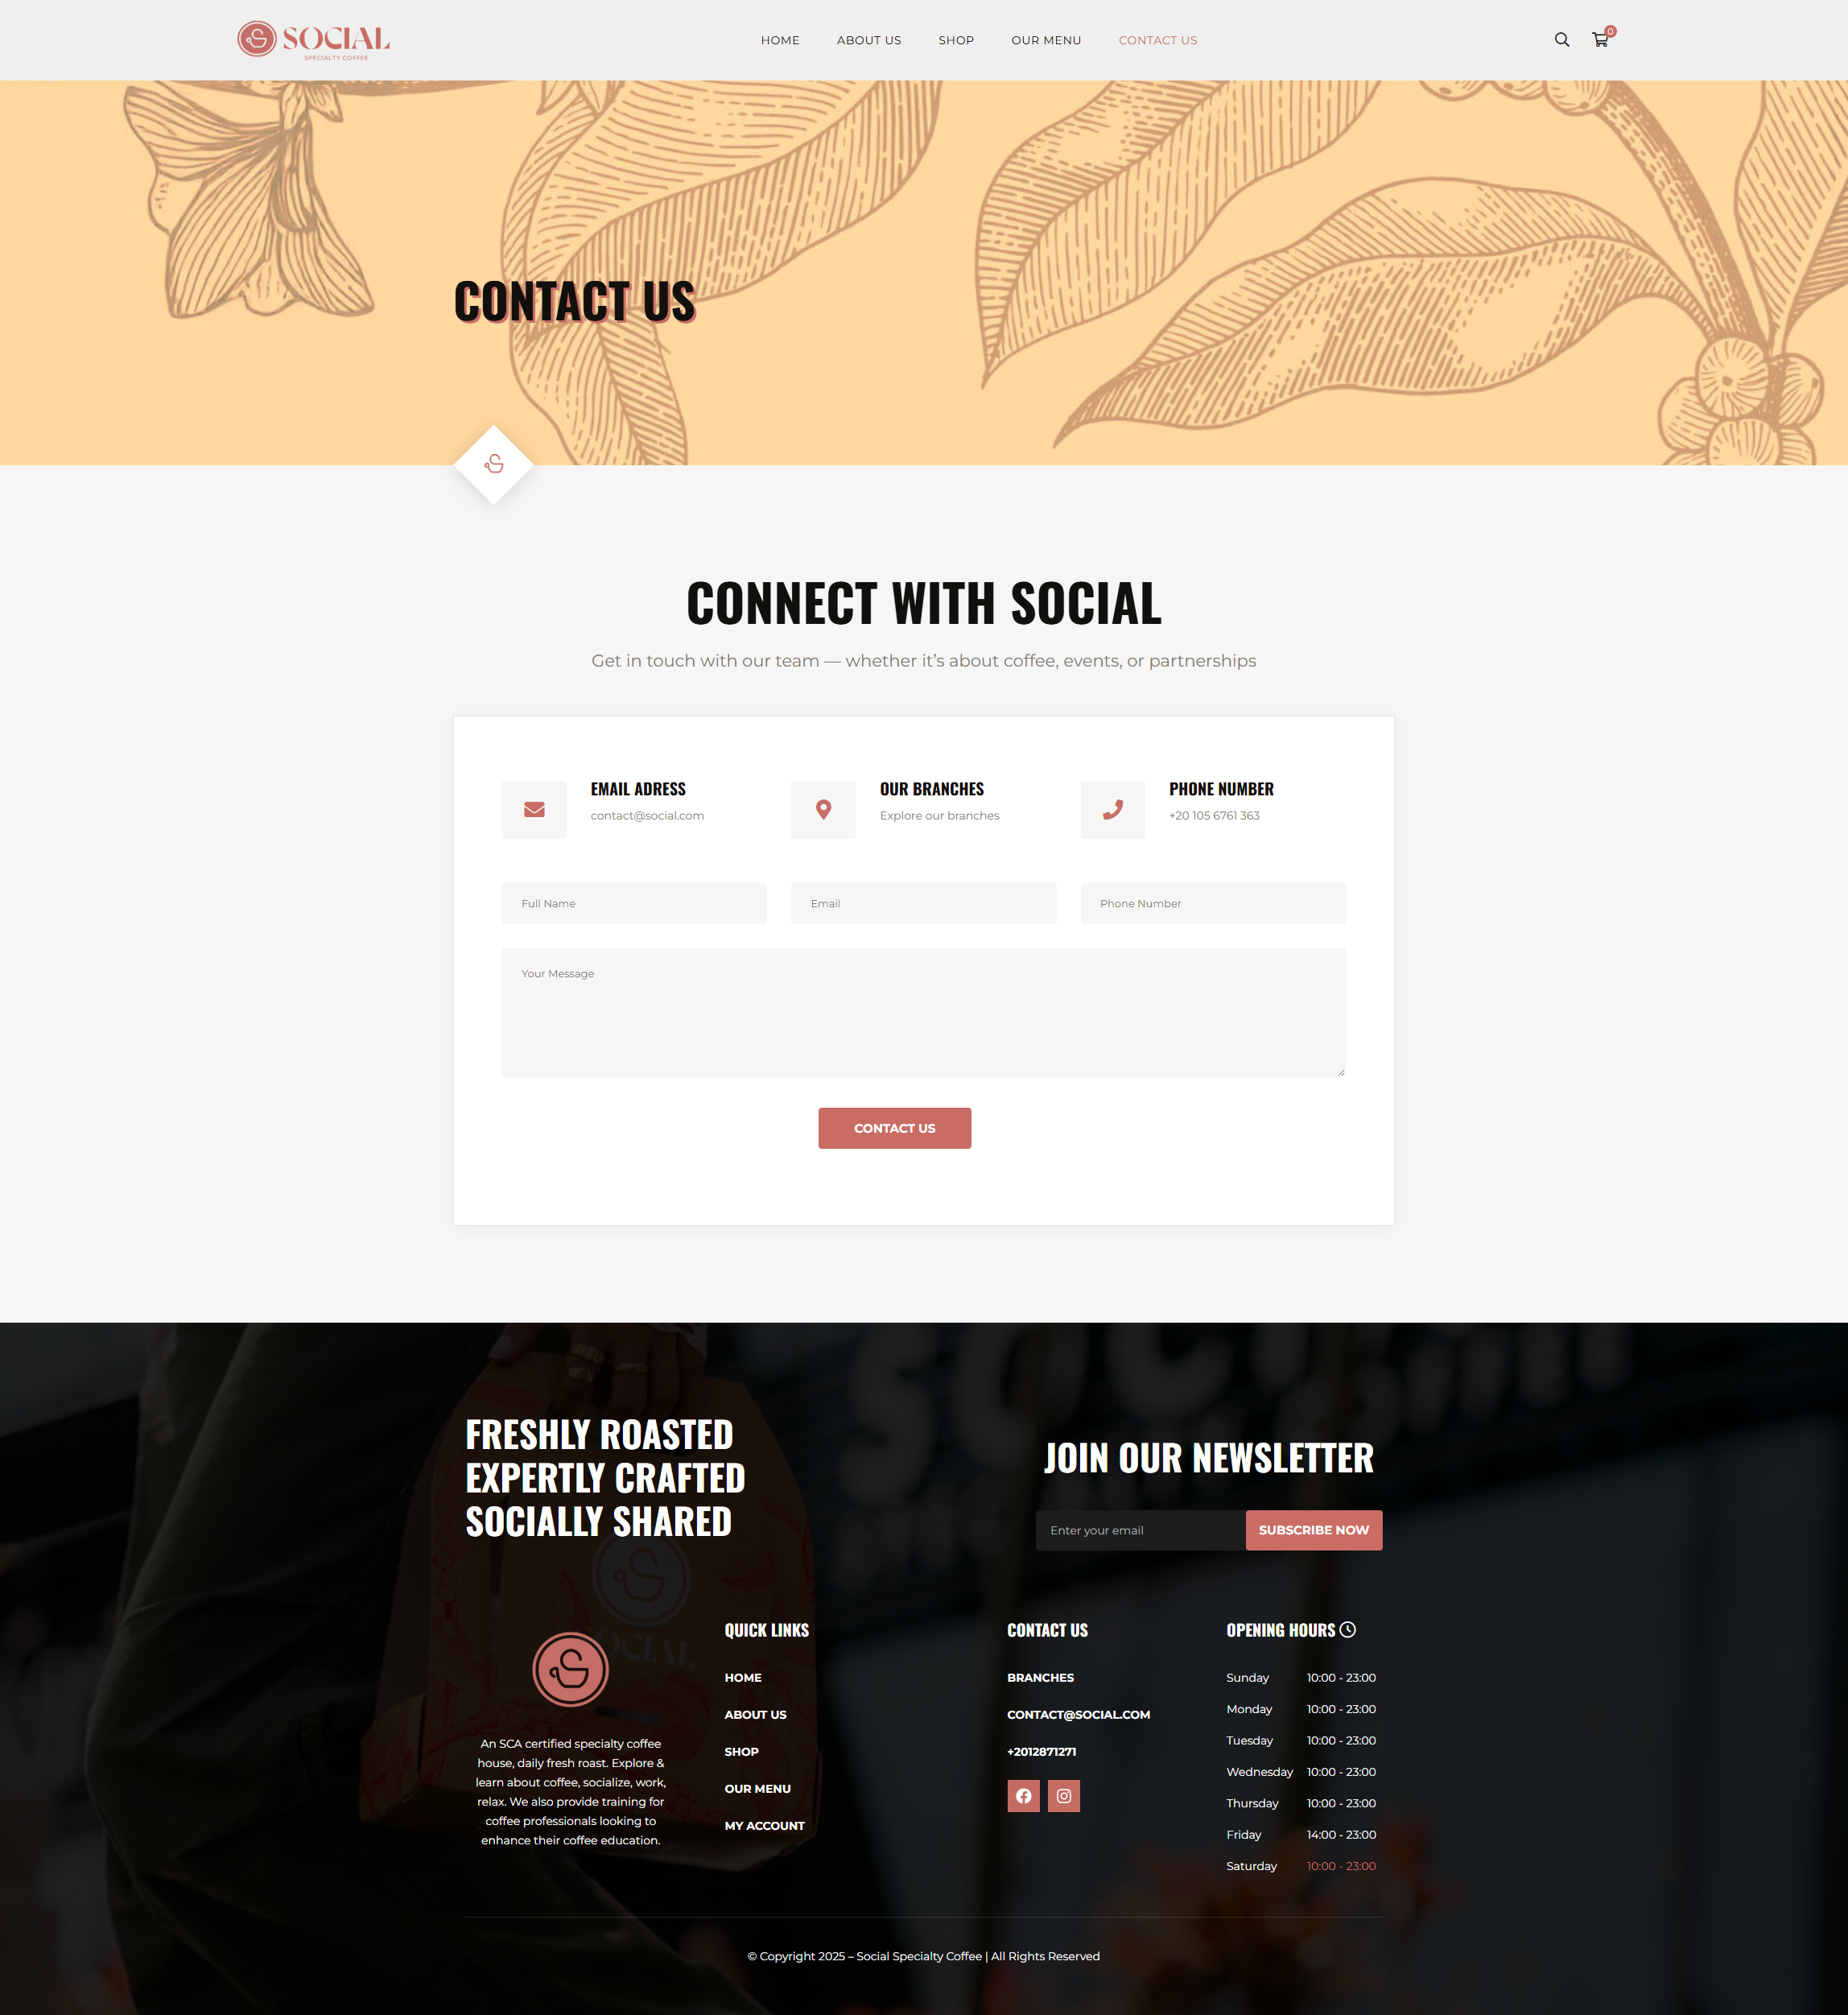 SOCIAL
SPECIALTY COFFEE
HOME
ABOUT US
SHOP
OUR MENU
CONTACT US
0
CONTACT US
CONNECT WITH SOCIAL
Get in touch with our team — whether it’s about coffee, events, or partnerships
EMAIL ADRESS
contact@social.com
OUR BRANCHES
Explore our branches
PHONE NUMBER
+20 105 6761 363
Full Name
Email
Phone Number
Your Message
CONTACT US
FRESHLY ROASTED
EXPERTLY CRAFTED
SOCIALLY SHARED
JOIN OUR NEWSLETTER
Enter your email
SUBSCRIBE NOW
SOCIAL
An SCA certified specialty coffee
house, daily fresh roast. Explore &
learn about coffee, socialize, work,
relax. We also provide training for
coffee professionals looking to
enhance their coffee education.
QUICK LINKS
HOME
ABOUT US
SHOP
OUR MENU
MY ACCOUNT
CONTACT US
BRANCHES
CONTACT@SOCIAL.COM
+2012871271
OPENING HOURS
Sunday 10:00 - 23:00
Monday 10:00 - 23:00
Tuesday 10:00 - 23:00
Wednesday 10:00 - 23:00
Thursday 10:00 - 23:00
Friday 14:00 - 23:00
Saturday 10:00 - 23:00
© Copyright 2025 – Social Specialty Coffee | All Rights Reserved